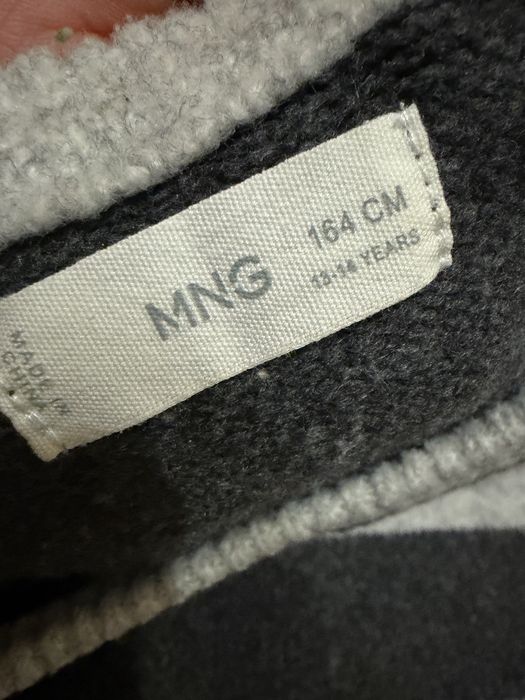 MNG
164 CM
13-14 YEARS
MADE IN
CHINA